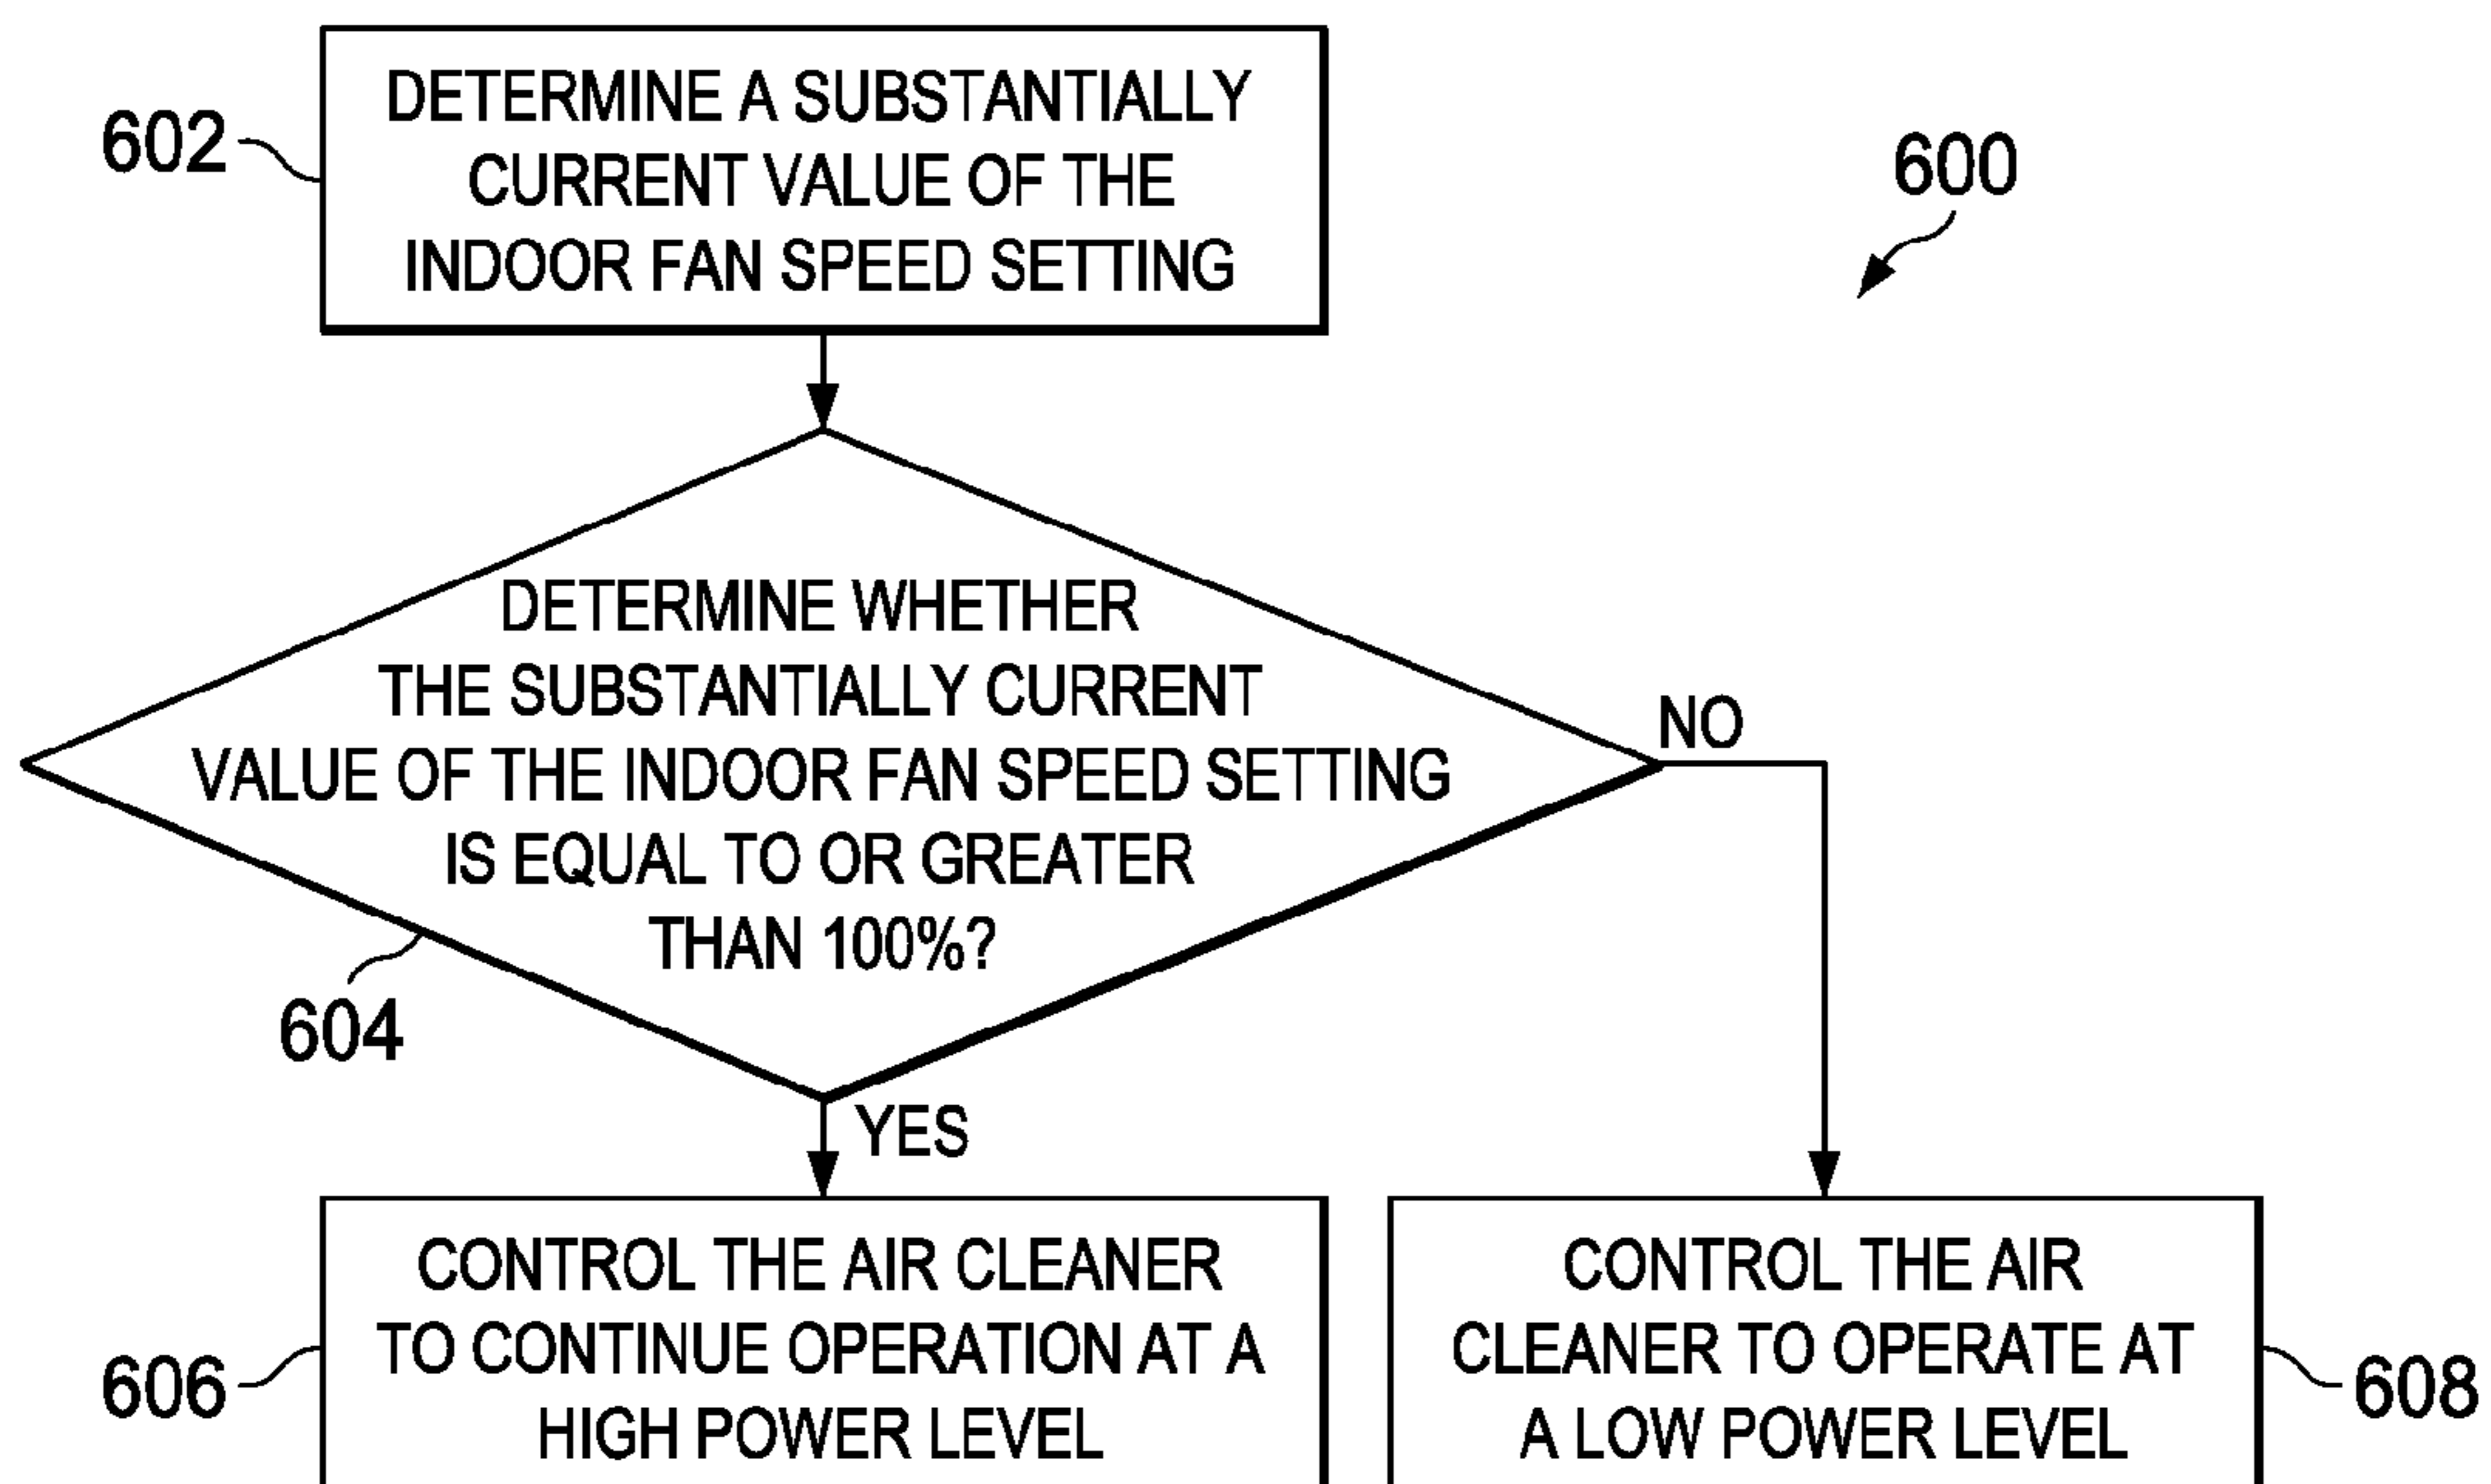 DETERMINE A SUBSTANTIALLY
CURRENT VALUE OF THE
INDOOR FAN SPEED SETTING
602
600
DETERMINE WHETHER
THE SUBSTANTIALLY CURRENT
VALUE OF THE INDOOR FAN SPEED SETTING
IS EQUAL TO OR GREATER
THAN 100%?
NO
604
YES
CONTROL THE AIR CLEANER
TO CONTINUE OPERATION AT A
HIGH POWER LEVEL
606
CONTROL THE AIR
CLEANER TO OPERATE AT
A LOW POWER LEVEL
608